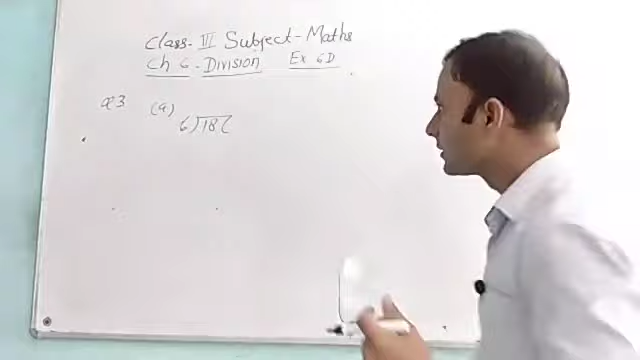 Class- III Subject- Maths
Ch 6 - Division Ex 6D
Q3 (a)
6)18(